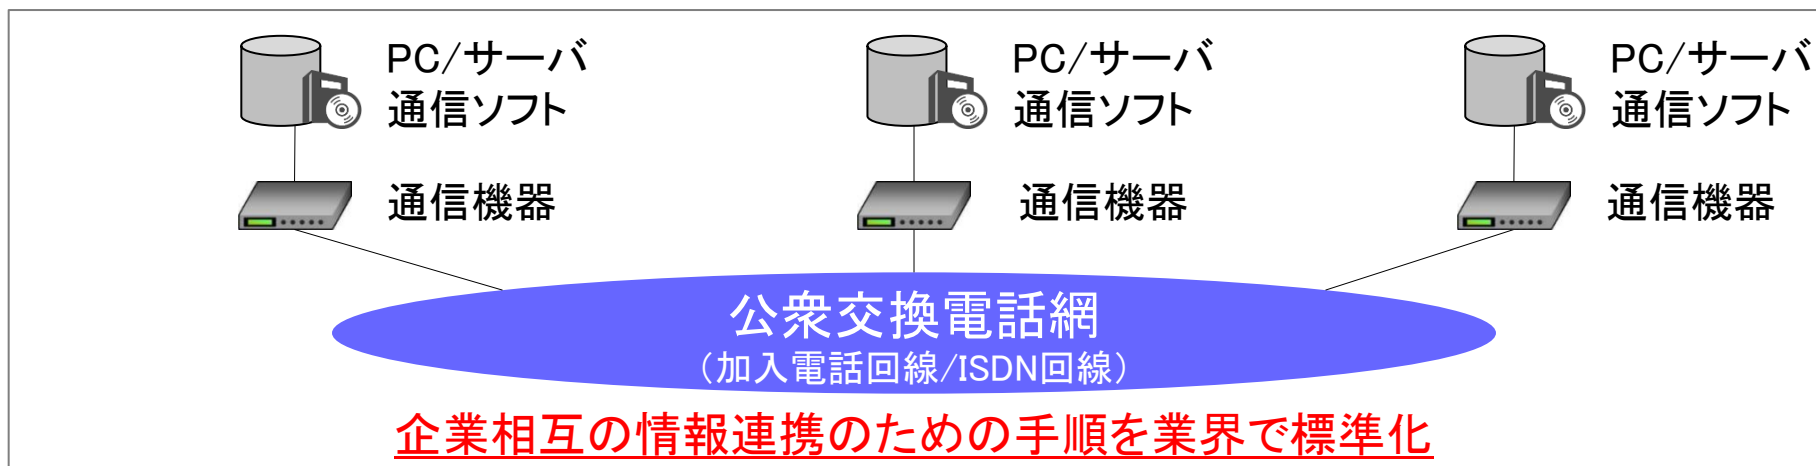 PC/サーバ
通信ソフト
PC/サーバ
通信ソフト
PC/サーバ
通信ソフト
通信機器
通信機器
通信機器
公衆交換電話網
(加入電話回線/ISDN回線)
企業相互の情報連携のための手順を業界で標準化